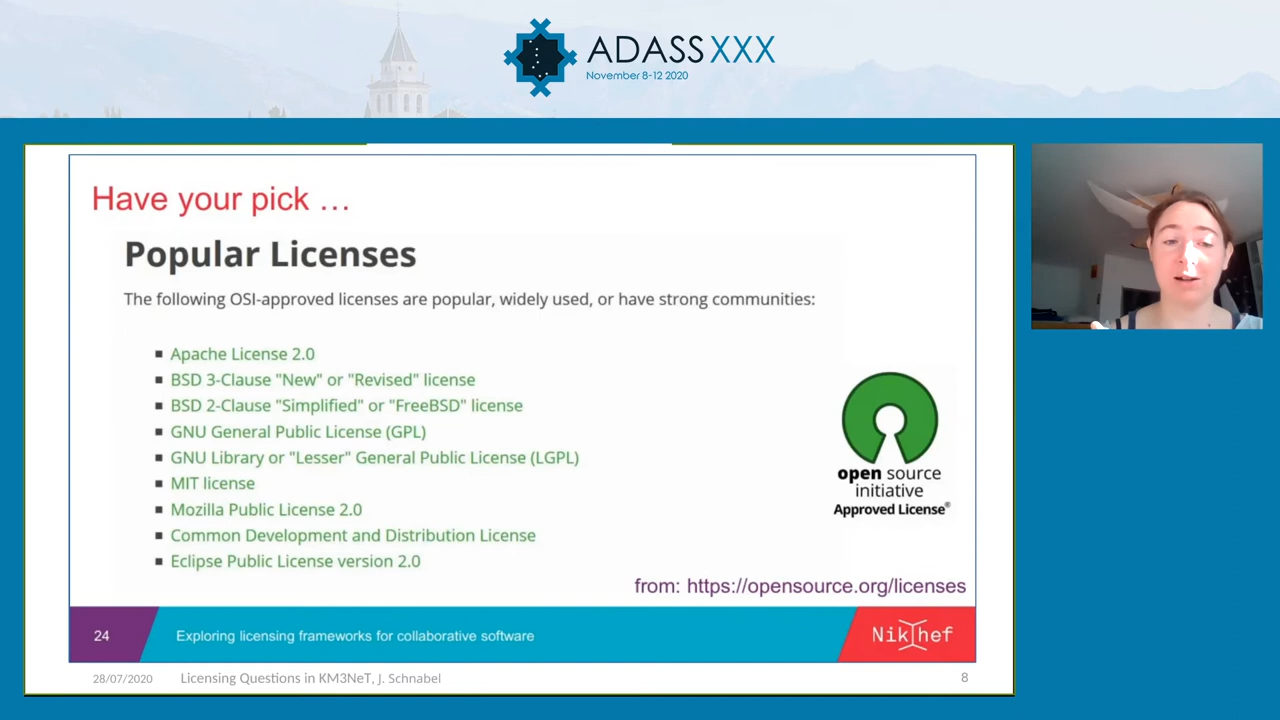 ADASS XXX
November 8-12 2020
Have your pick …
Popular Licenses
The following OSI-approved licenses are popular, widely used, or have strong communities:
Apache License 2.0
BSD 3-Clause "New" or "Revised" license
BSD 2-Clause "Simplified" or "FreeBSD" license
GNU General Public License (GPL)
GNU Library or "Lesser" General Public License (LGPL)
MIT license
Mozilla Public License 2.0
Common Development and Distribution License
Eclipse Public License version 2.0
open source
initiative
Approved License®
from: https://opensource.org/licenses
24
Exploring licensing frameworks for collaborative software
Nikhef
28/07/2020
Licensing Questions in KM3NeT, J. Schnabel
8